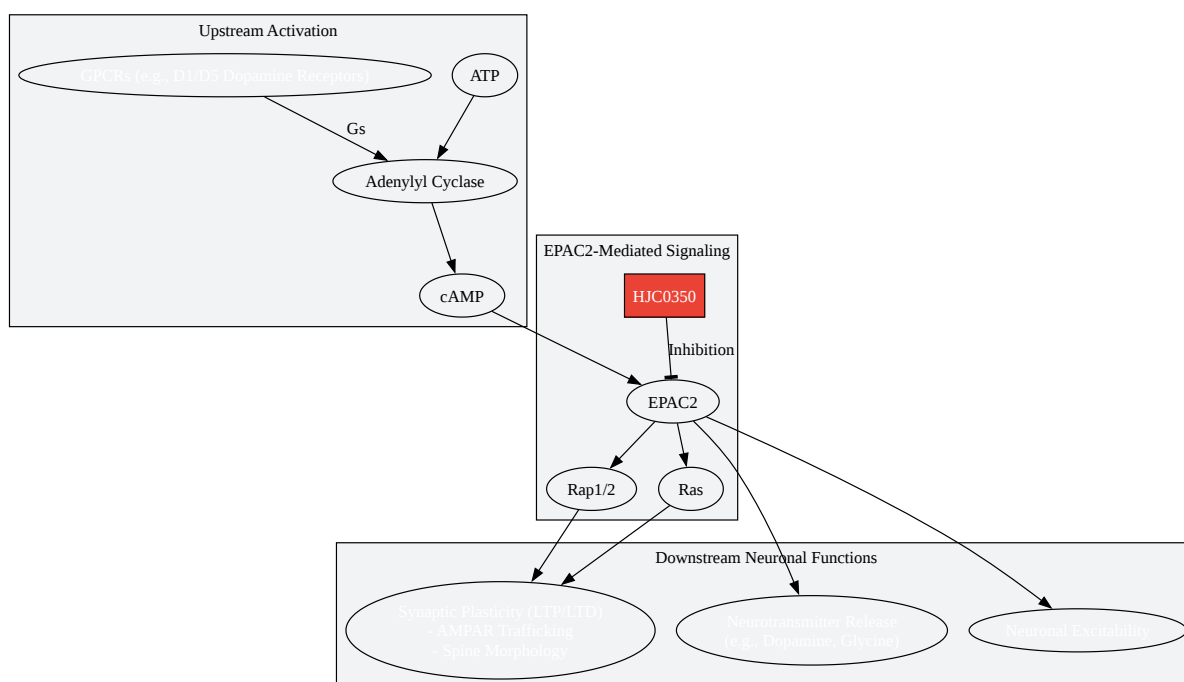 Upstream Activation
GPCRs (e.g., D1/D5 Dopamine Receptors)
ATP
Gs
Adenylyl Cyclase
cAMP
EPAC2-Mediated Signaling
HJC0350
Inhibition
EPAC2
Rap1/2
Ras
Downstream Neuronal Functions
Synaptic Plasticity (LTP/LTD)
- AMPAR Trafficking
- Spine Morphology
Neurotransmitter Release
(e.g., Dopamine, Glycine)
Neuronal Excitability